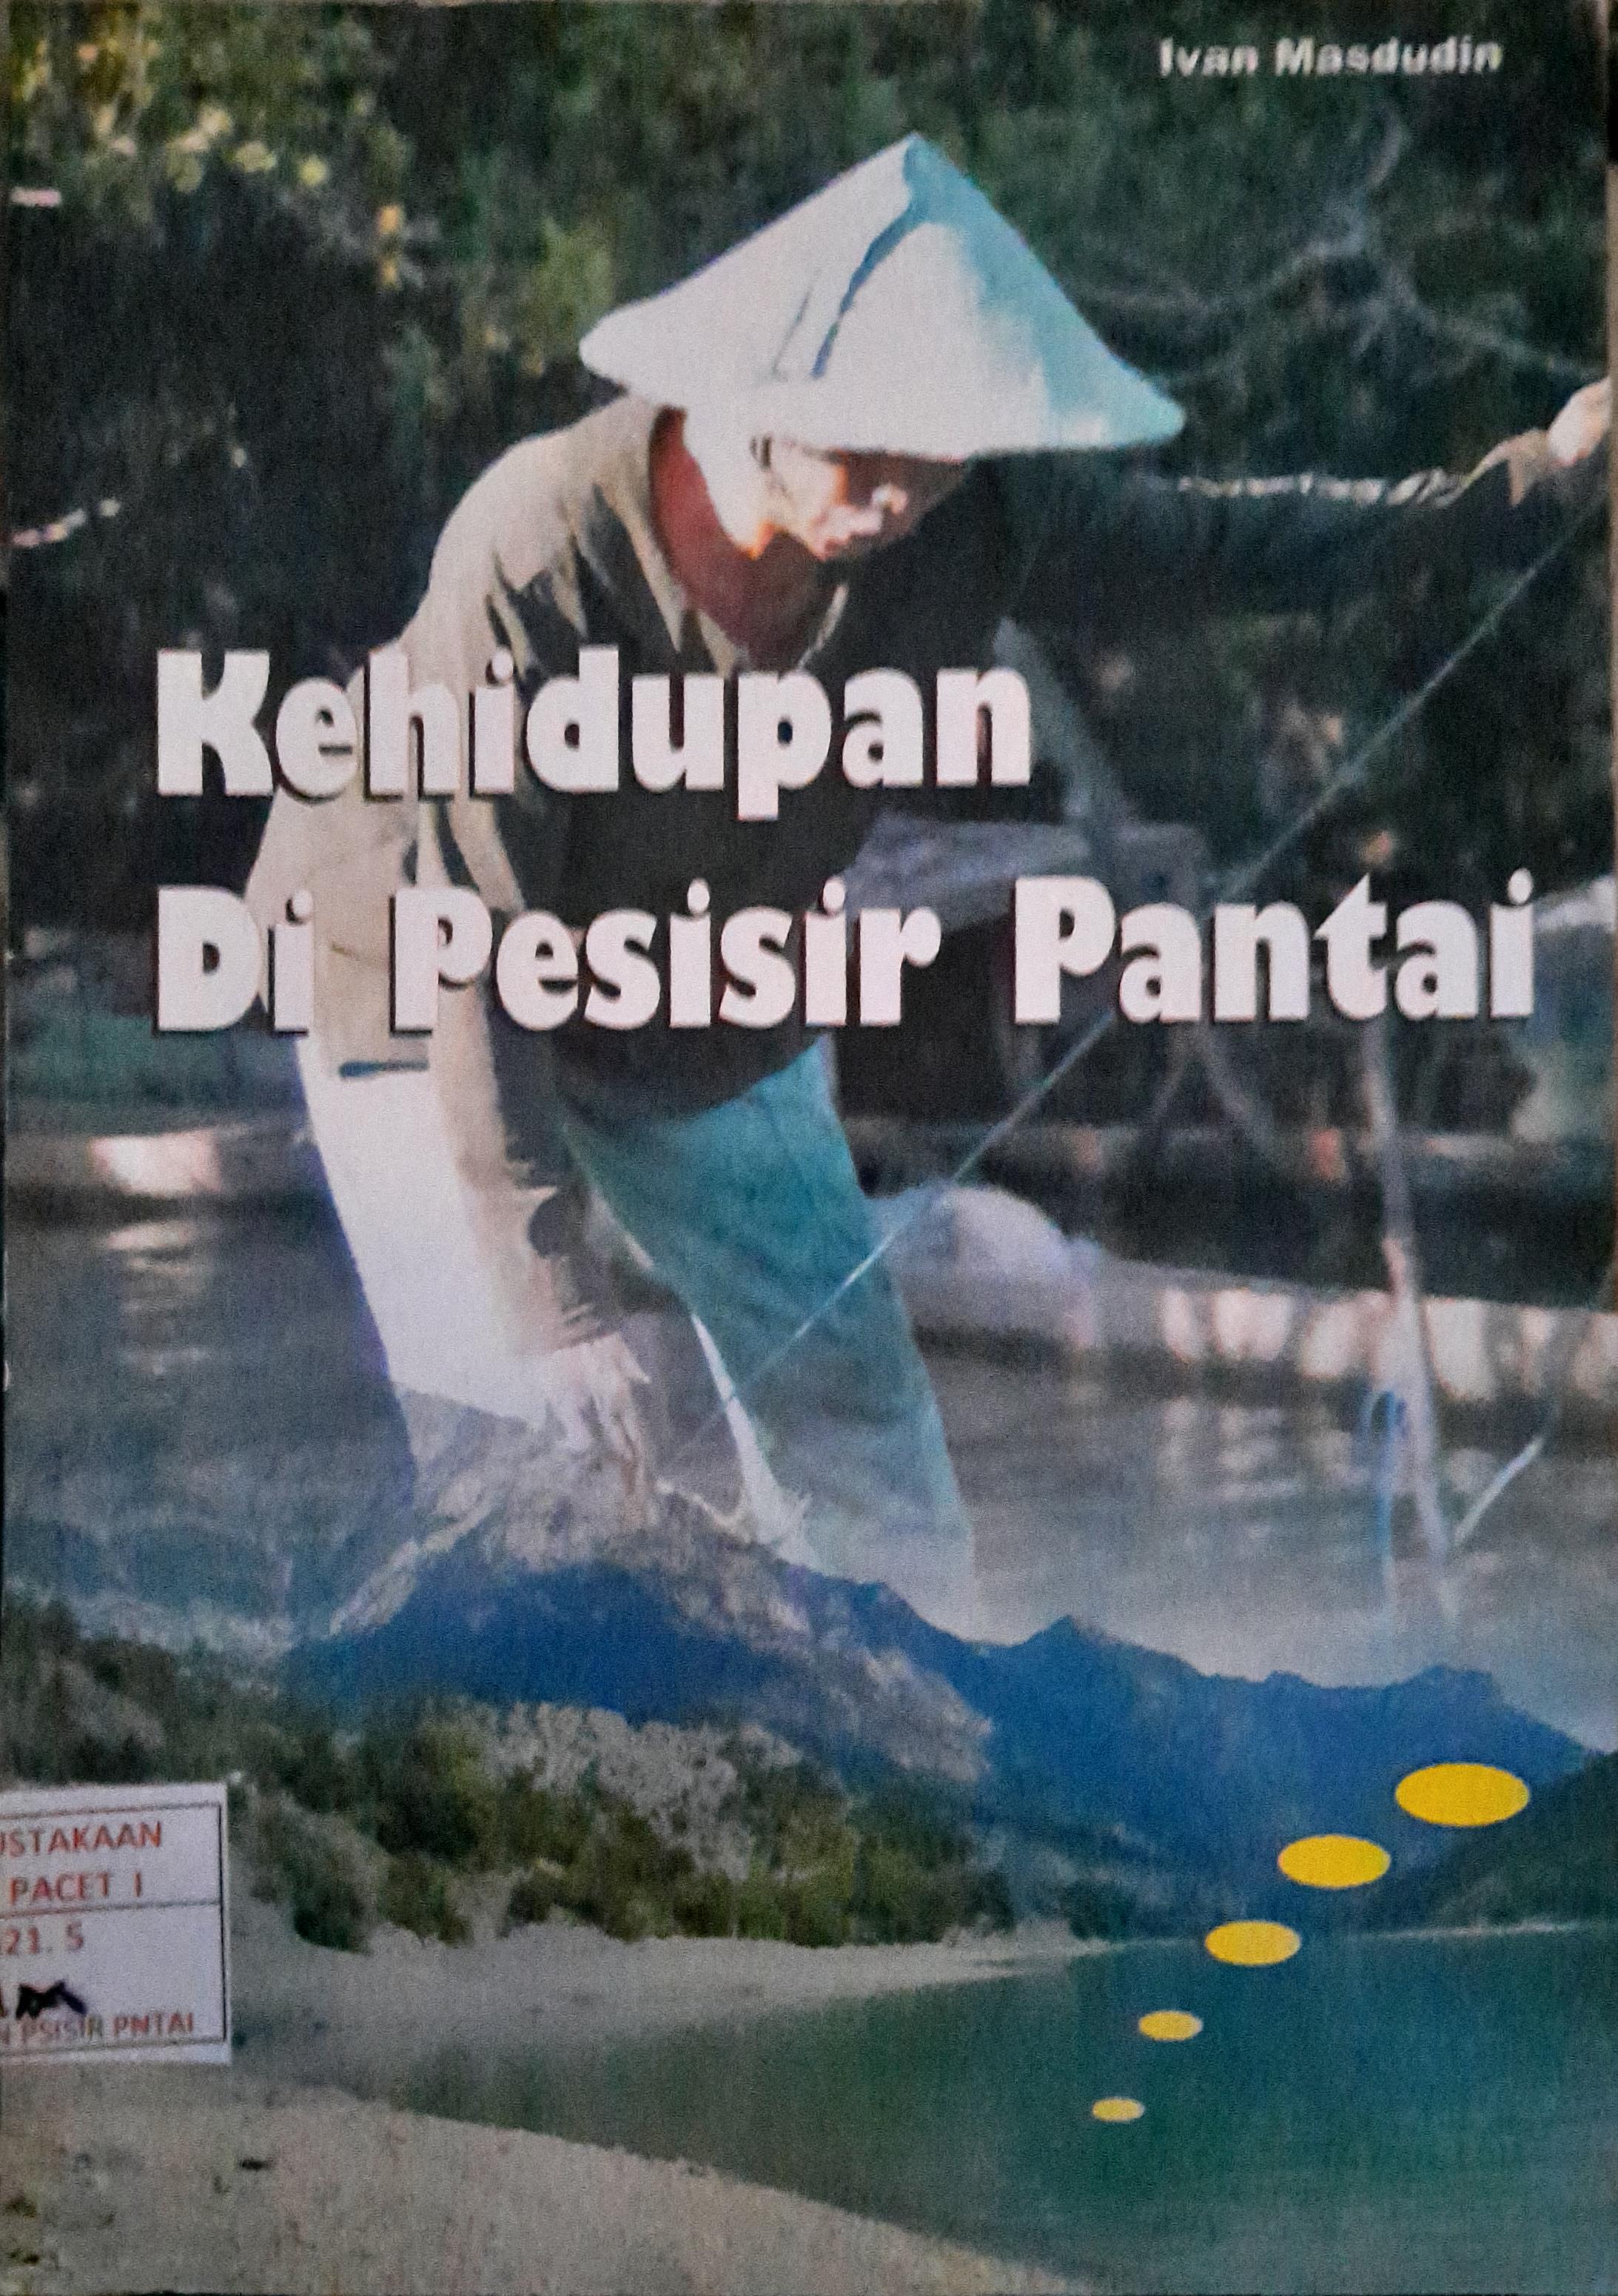 Ivan Masdudin
Kehidupan
Di Pesisir Pantai
USTAKAAN
PACET I
21. 5
N PSISIR PNTAI